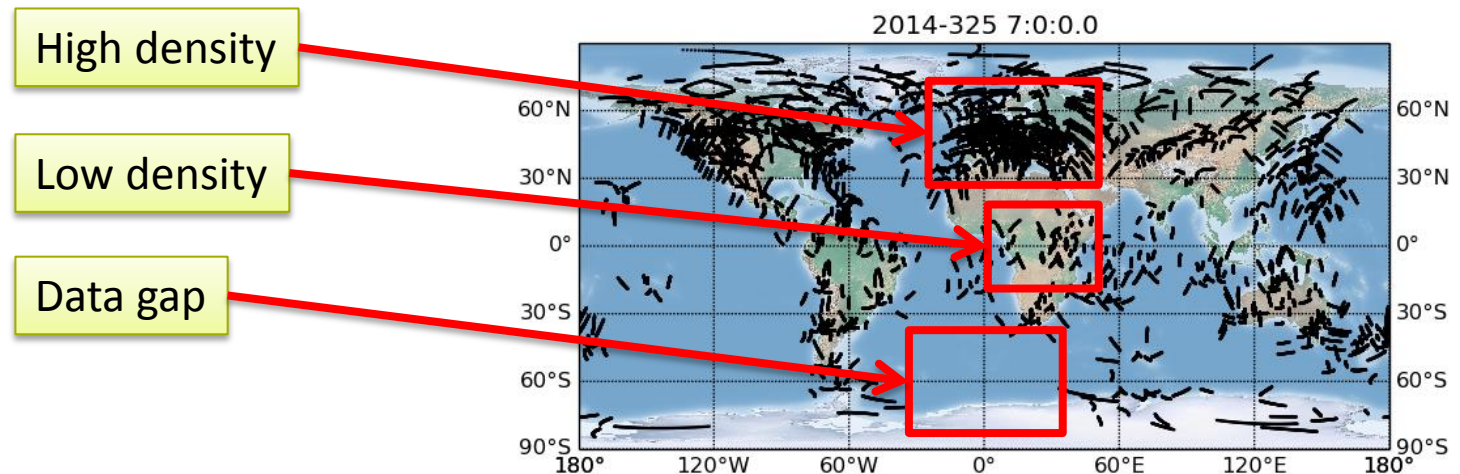 High density
Low density
Data gap
2014-325 7:0:0.0
60°N 60°N
30°N 30°N
0° 0°
30°S 30°S
60°S 60°S
90°S 90°S
180° 120°W 60°W 0° 60°E 120°E 180°